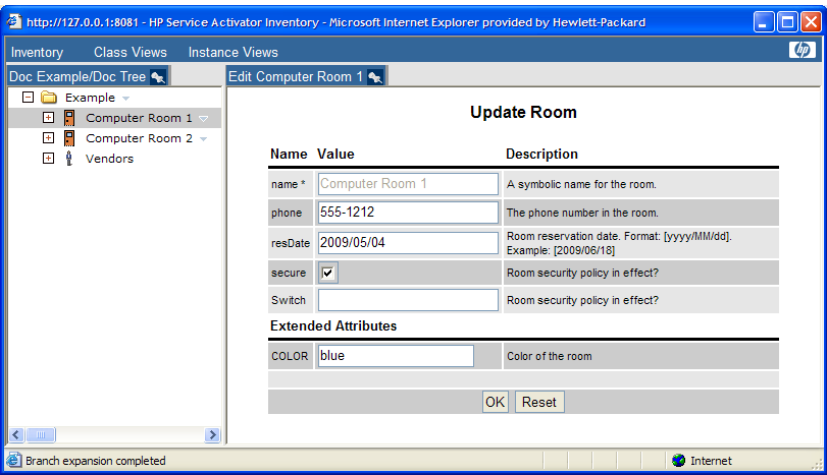 http://127.0.0.1:8081 - HP Service Activator Inventory - Microsoft Internet Explorer provided by Hewlett-Packard
Inventory Class Views Instance Views
hp
Doc Example/Doc Tree
Edit Computer Room 1
Example
Computer Room 1
Computer Room 2
Vendors
Update Room
Name Value Description
name * Computer Room 1 A symbolic name for the room.
phone 555-1212 The phone number in the room.
resDate 2009/05/04 Room reservation date. Format: [yyyy/MM/dd].
Example: [2009/06/18]
secure Room security policy in effect?
Switch Room security policy in effect?
Extended Attributes
COLOR blue Color of the room
OK Reset
Branch expansion completed
Internet